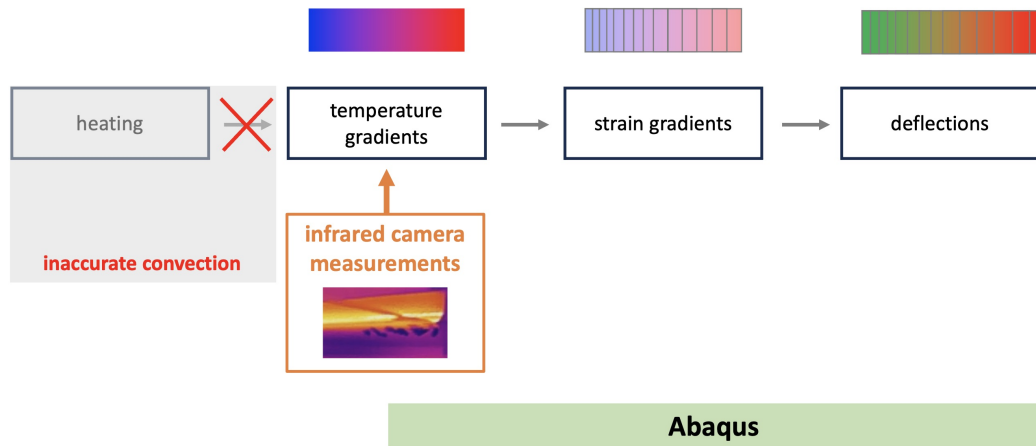 heating
temperature
gradients
strain gradients
deflections
infrared camera
measurements
inaccurate convection
Abaqus